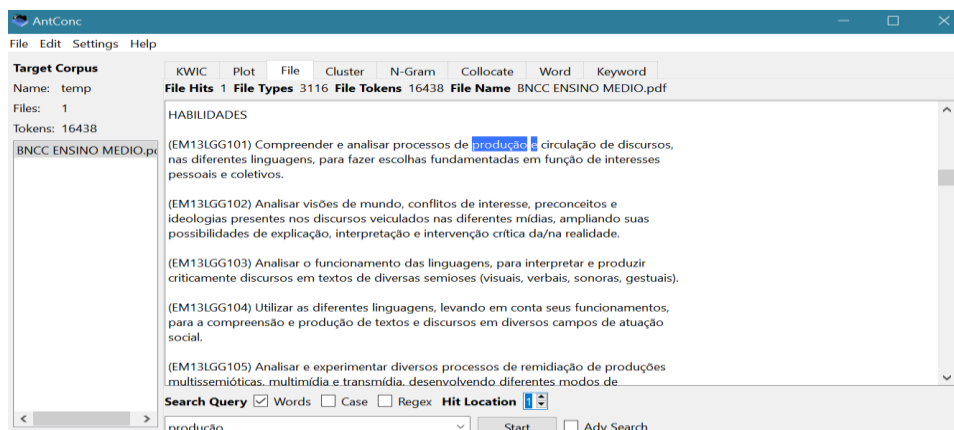 AntConc
File Edit Settings Help
Target Corpus
Name: temp
Files: 1
Tokens: 16438
BNCC ENSINO MEDIO.pd
KWIC Plot File Cluster N-Gram Collocate Word Keyword
File Hits 1 File Types 3116 File Tokens 16438 File Name BNCC ENSINO MEDIO.pdf
HABILIDADES
(EM13LGG101) Compreender e analisar processos de produção e circulação de discursos,
nas diferentes linguagens, para fazer escolhas fundamentadas em função de interesses
pessoais e coletivos.
(EM13LGG102) Analisar visões de mundo, conflitos de interesse, preconceitos e
ideologias presentes nos discursos veiculados nas diferentes mídias, ampliando suas
possibilidades de explicação, interpretação e intervenção crítica da/na realidade.
(EM13LGG103) Analisar o funcionamento das linguagens, para interpretar e produzir
criticamente discursos em textos de diversas semioses (visuais, verbais, sonoras, gestuais).
(EM13LGG104) Utilizar as diferentes linguagens, levando em conta seus funcionamentos,
para a compreensão e produção de textos e discursos em diversos campos de atuação
social.
(EM13LGG105) Analisar e experimentar diversos processos de remidiação de produções
multissemióticas, multimídia e transmídia, desenvolvendo diferentes modos de
Search Query Words Case Regex Hit Location 1
produção Start Adv Search